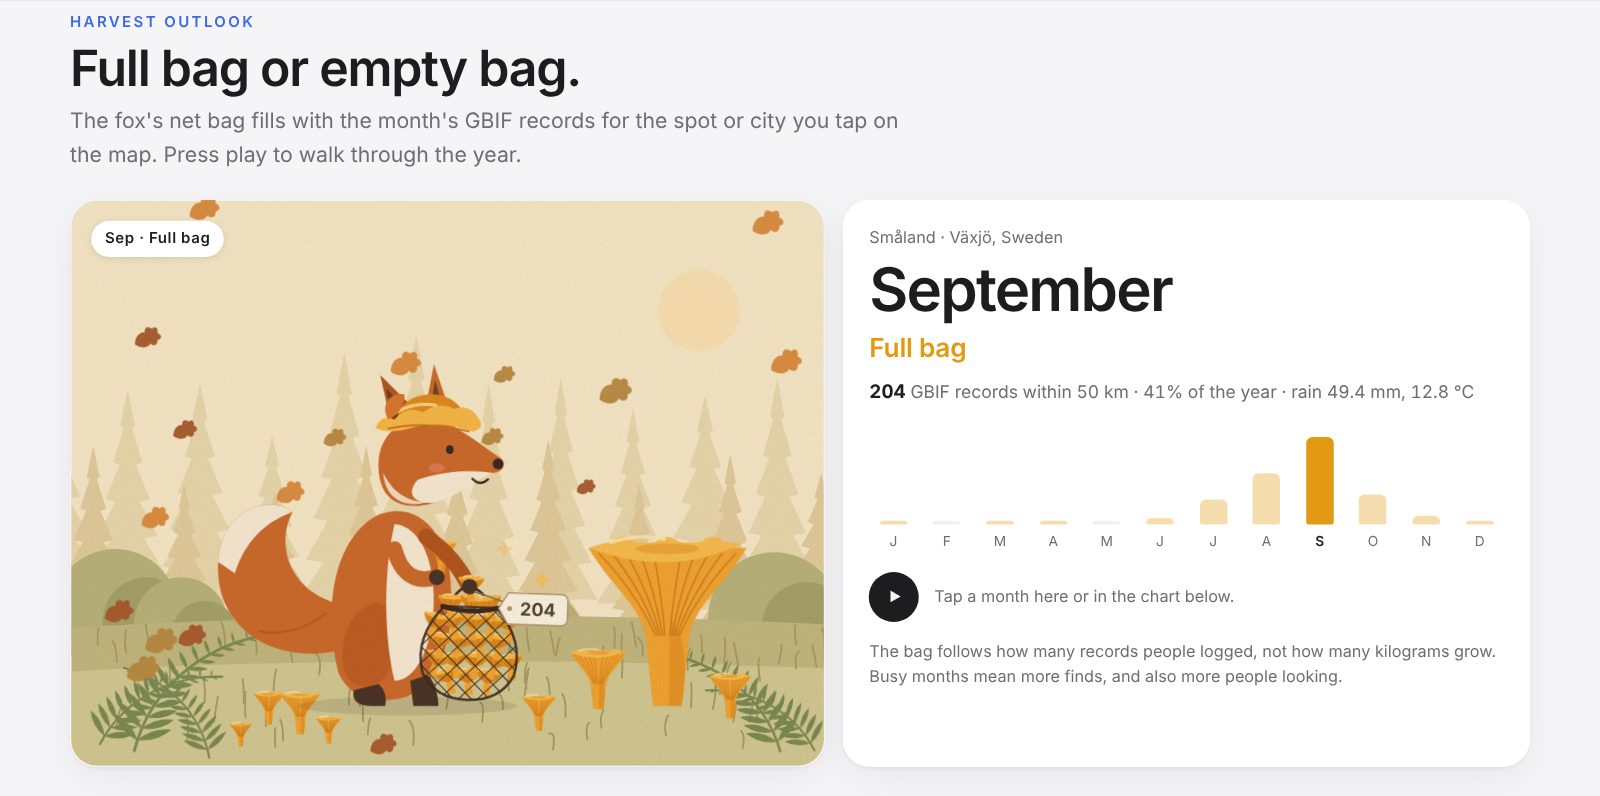 HARVEST OUTLOOK
Full bag or empty bag.
The fox's net bag fills with the month's GBIF records for the spot or city you tap on
the map. Press play to walk through the year.
Sep · Full bag
204
Småland · Växjö, Sweden
September
Full bag
204 GBIF records within 50 km · 41% of the year · rain 49.4 mm, 12.8 °C
J F M A M J J A S O N D
Tap a month here or in the chart below.
The bag follows how many records people logged, not how many kilograms grow.
Busy months mean more finds, and also more people looking.